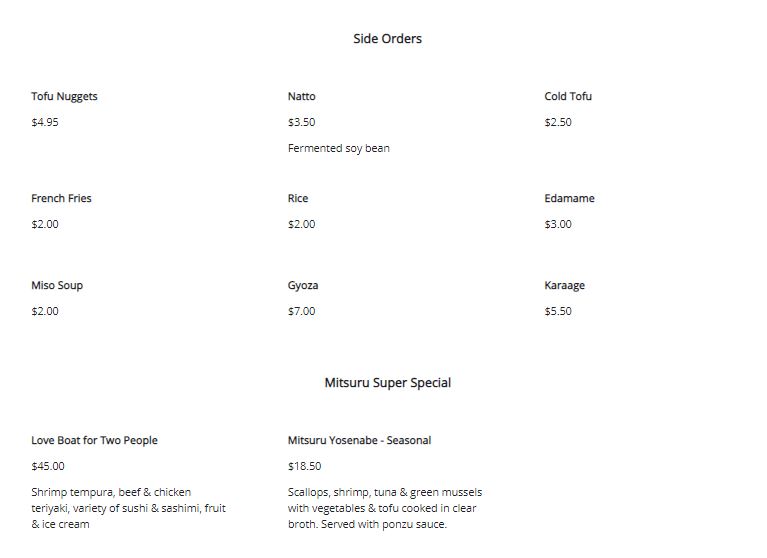 Side Orders
Tofu Nuggets
$4.95
Natto
$3.50
Fermented soy bean
Cold Tofu
$2.50
French Fries
$2.00
Rice
$2.00
Edamame
$3.00
Miso Soup
$2.00
Gyoza
$7.00
Karaage
$5.50
Mitsuru Super Special
Love Boat for Two People
$45.00
Shrimp tempura, beef & chicken
teriyaki, variety of sushi & sashimi, fruit
& ice cream
Mitsuru Yosenabe - Seasonal
$18.50
Scallops, shrimp, tuna & green mussels
with vegetables & tofu cooked in clear
broth. Served with ponzu sauce.